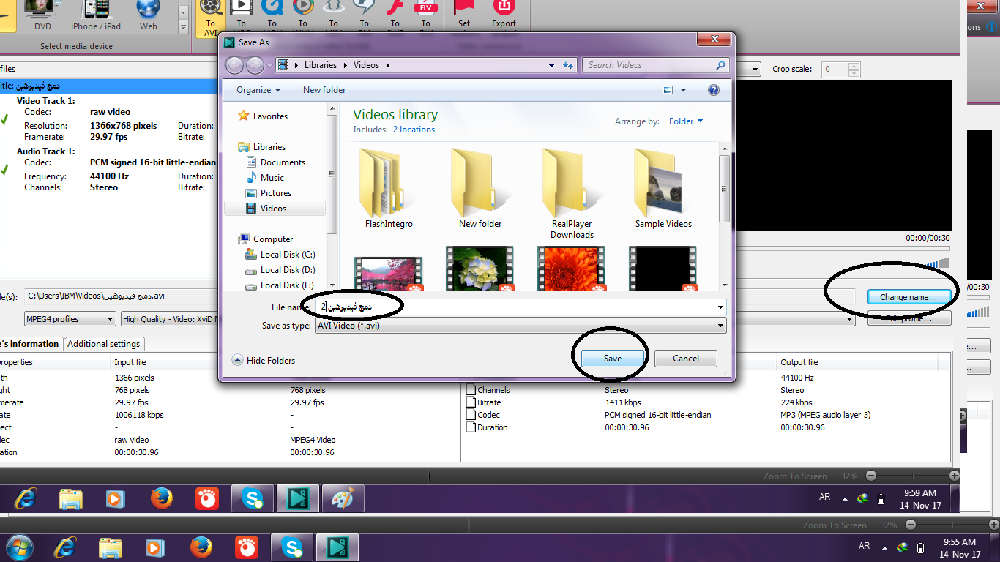 DVD iPhone / iPad Web
Select media device
To AVI To To To To To To To Set Export
FLV
ons
files
Title: دمج فيديوهين
Video Track 1:
Codec: raw video
Resolution: 1366x768 pixels Duration:
Framerate: 29.97 fps Bitrate:
Audio Track 1:
Codec: PCM signed 16-bit little-endian
Frequency: 44100 Hz Duration:
Channels: Stereo Bitrate:
Save As
Libraries Videos
Search Videos
Organize New folder
Favorites
Libraries
Documents
Music
Pictures
Videos
Computer
Local Disk (C:)
Local Disk (D:)
Local Disk (E:)
Videos library
Includes: 2 locations
Arrange by: Folder
FlashIntegro
New folder
RealPlayer
Downloads
Sample Videos
File name: دمج فيديوهين2
Save as type: AVI Video (*.avi)
Hide Folders
Save Cancel
Crop scale: 0
00:00/00:30
/00:30
le(s): C:\Users\IBM\Videos\دمج فيديوهين.avi
Change name...
MPEG4 profiles High Quality - Video: XviD M
Edit profile...
e's information Additional settings
properties Input file Output file
th 1366 pixels
ght 768 pixels 768 pixels
merate 29.97 fps 29.97 fps
ate 1006118 kbps -
ect - -
dec raw video MPEG4 Video
ation 00:00:30.96 00:00:30.96
44100 Hz
Channels Stereo Stereo
Bitrate 1411 kbps 224 kbps
Codec PCM signed 16-bit little-endian MP3 (MPEG audio layer 3)
Duration 00:00:30.96 00:00:30.96
Zoom To Screen 32%
AR 9:59 AM
14-Nov-17
Zoom To Screen 32%
AR 9:55 AM
14-Nov-17